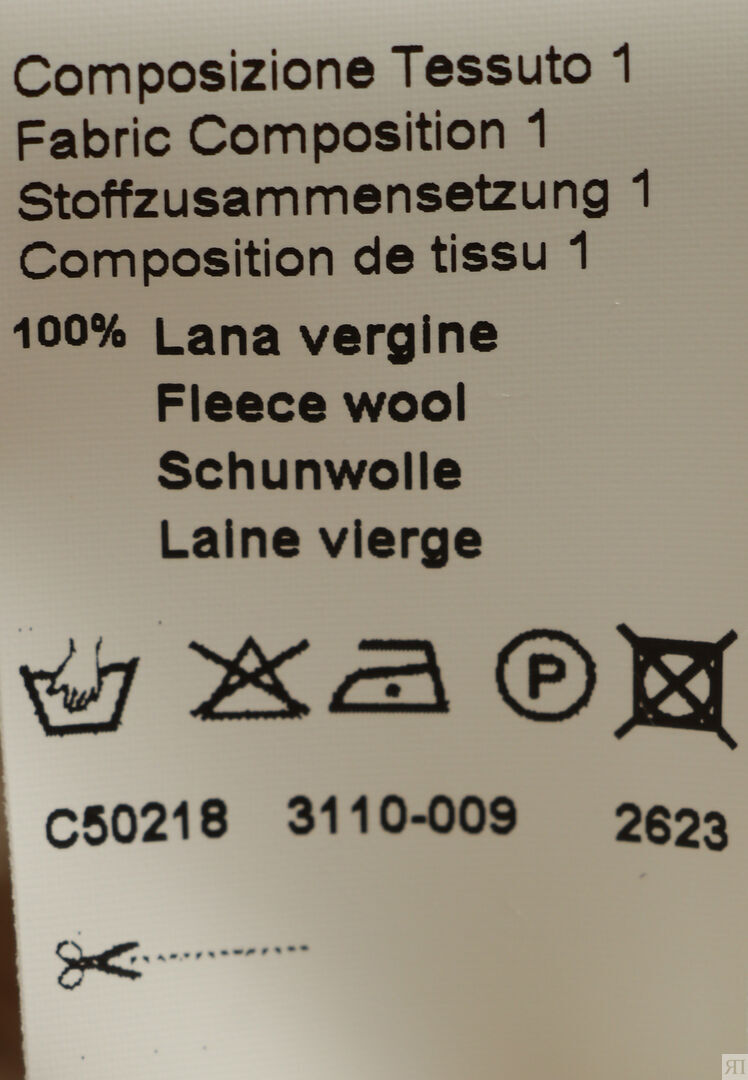 Composizione Tessuto 1
Fabric Composition 1
Stoffzusammensetzung 1
Composition de tissu 1
100% Lana vergine
Fleece wool
Schunwolle
Laine vierge
P
C50218 3110-009 2623